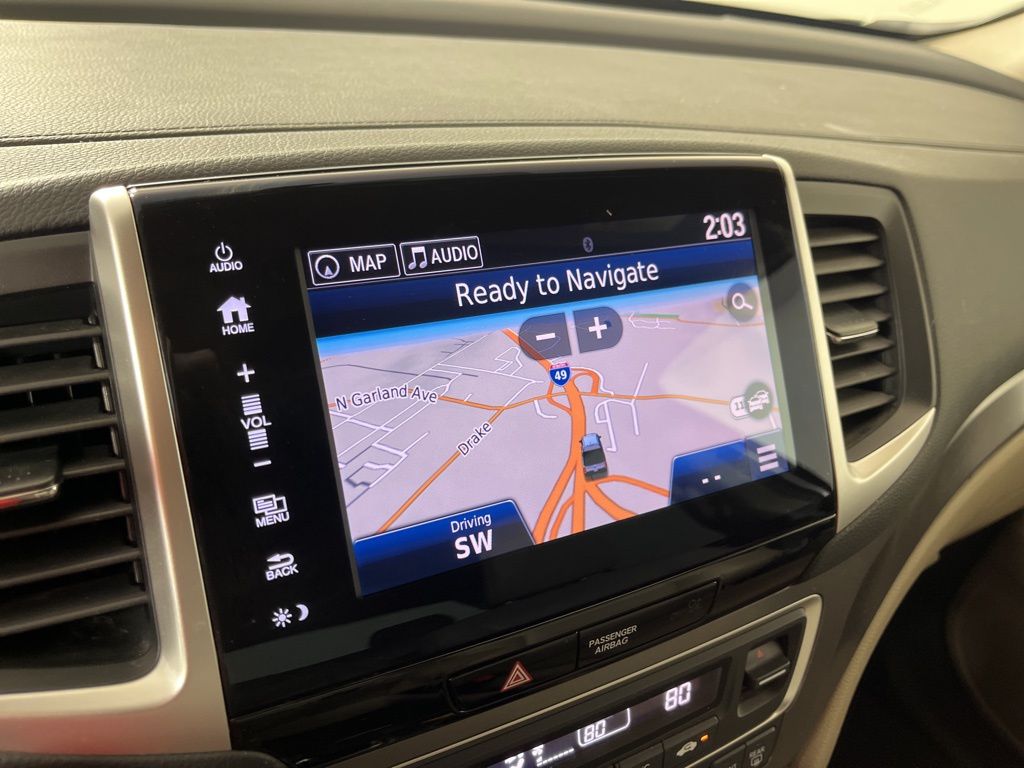 AUDIO
HOME
VOL
MENU
BACK
MAP
AUDIO
2:03
Ready to Navigate
49
N Garland Ave
Drake
Driving
SW
--
PASSENGER
AIRBAG
80
80
REAR